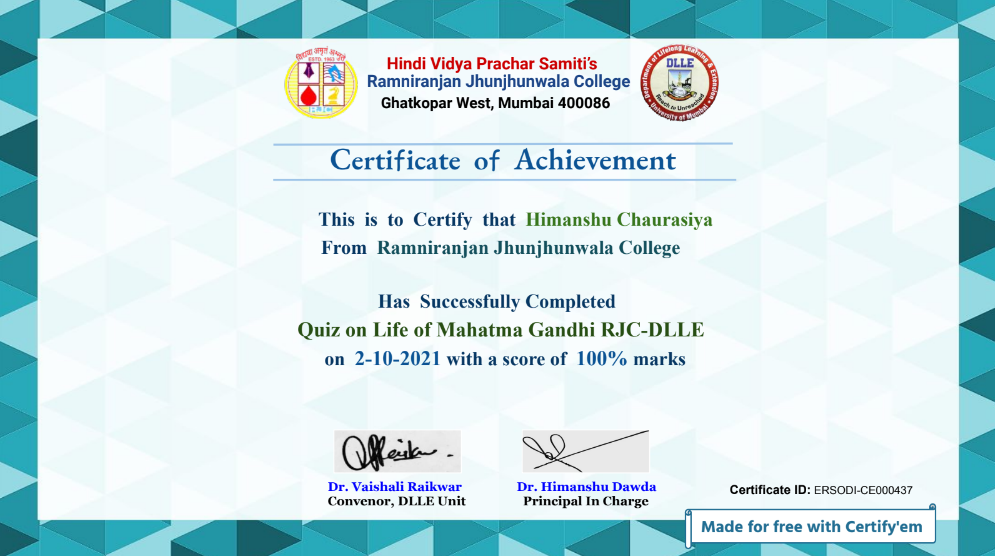 विद्यया अमृतं अश्नुते
ESTD. 1963
Hindi Vidya Prachar Samiti's
Ramniranjan Jhunjhunwala College
Ghatkopar West, Mumbai 400086
Department of Lifelong Learning & Extension
DLLE
Reach to Unreached
University of Mumbai
Certificate of Achievement
This is to Certify that Himanshu Chaurasiya
From Ramniranjan Jhunjhunwala College
Has Successfully Completed
Quiz on Life of Mahatma Gandhi RJC-DLLE
on 2-10-2021 with a score of 100% marks
Dr. Vaishali Raikwar
Convenor, DLLE Unit
Dr. Himanshu Dawda
Principal In Charge
Certificate ID: ERSODI-CE000437
Made for free with Certify'em